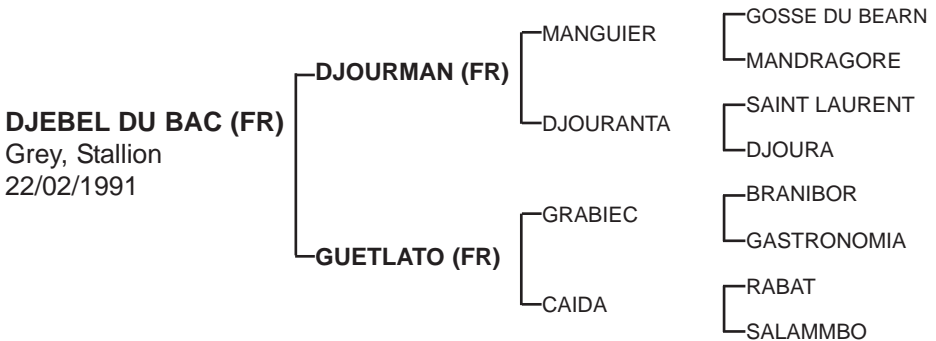 DJEBEL DU BAC (FR)
Grey, Stallion
22/02/1991
DJOURMAN (FR)
GUETLATO (FR)
MANGUIER
DJOURANTA
GRABIEC
CAIDA
GOSSE DU BEARN
MANDRAGORE
SAINT LAURENT
DJOURA
BRANIBOR
GASTRONOMIA
RABAT
SALAMMBO